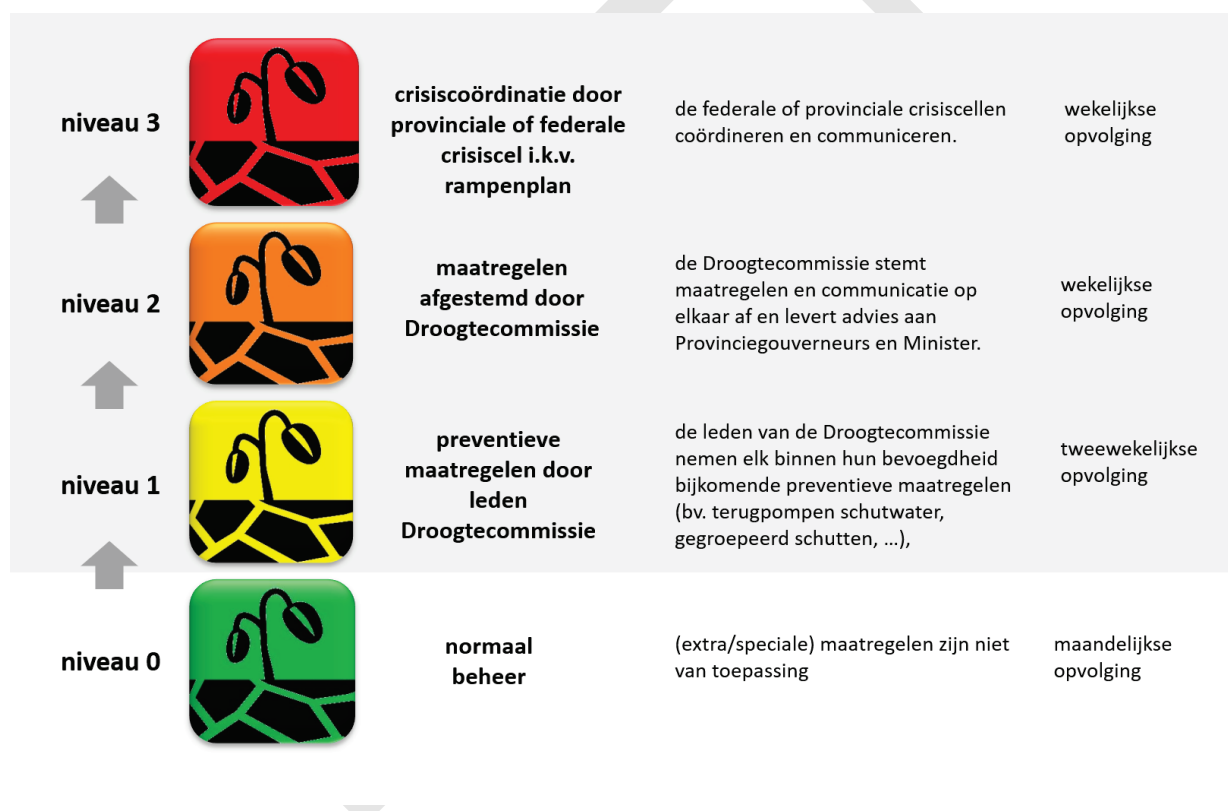 niveau 3
crisiscoördinatie door
provinciale of federale
crisiscel i.k.v.
rampenplan
de federale of provinciale crisiscellen
coördineren en communiceren.
wekelijkse
opvolging
niveau 2
maatregelen
afgestemd door
Droogtecommissie
de Droogtecommissie stemt
maatregelen en communicatie op
elkaar af en levert advies aan
Provinciegouverneurs en Minister.
wekelijkse
opvolging
niveau 1
preventieve
maatregelen door
leden
Droogtecommissie
de leden van de Droogtecommissie
nemen elk binnen hun bevoegdheid
bijkomende preventieve maatregelen
(bv. terugpompen schutwater,
gegroepeerd schutten, ...),
tweewekelijkse
opvolging
niveau 0
normaal
beheer
(extra/speciale) maatregelen zijn niet
van toepassing
maandelijkse
opvolging